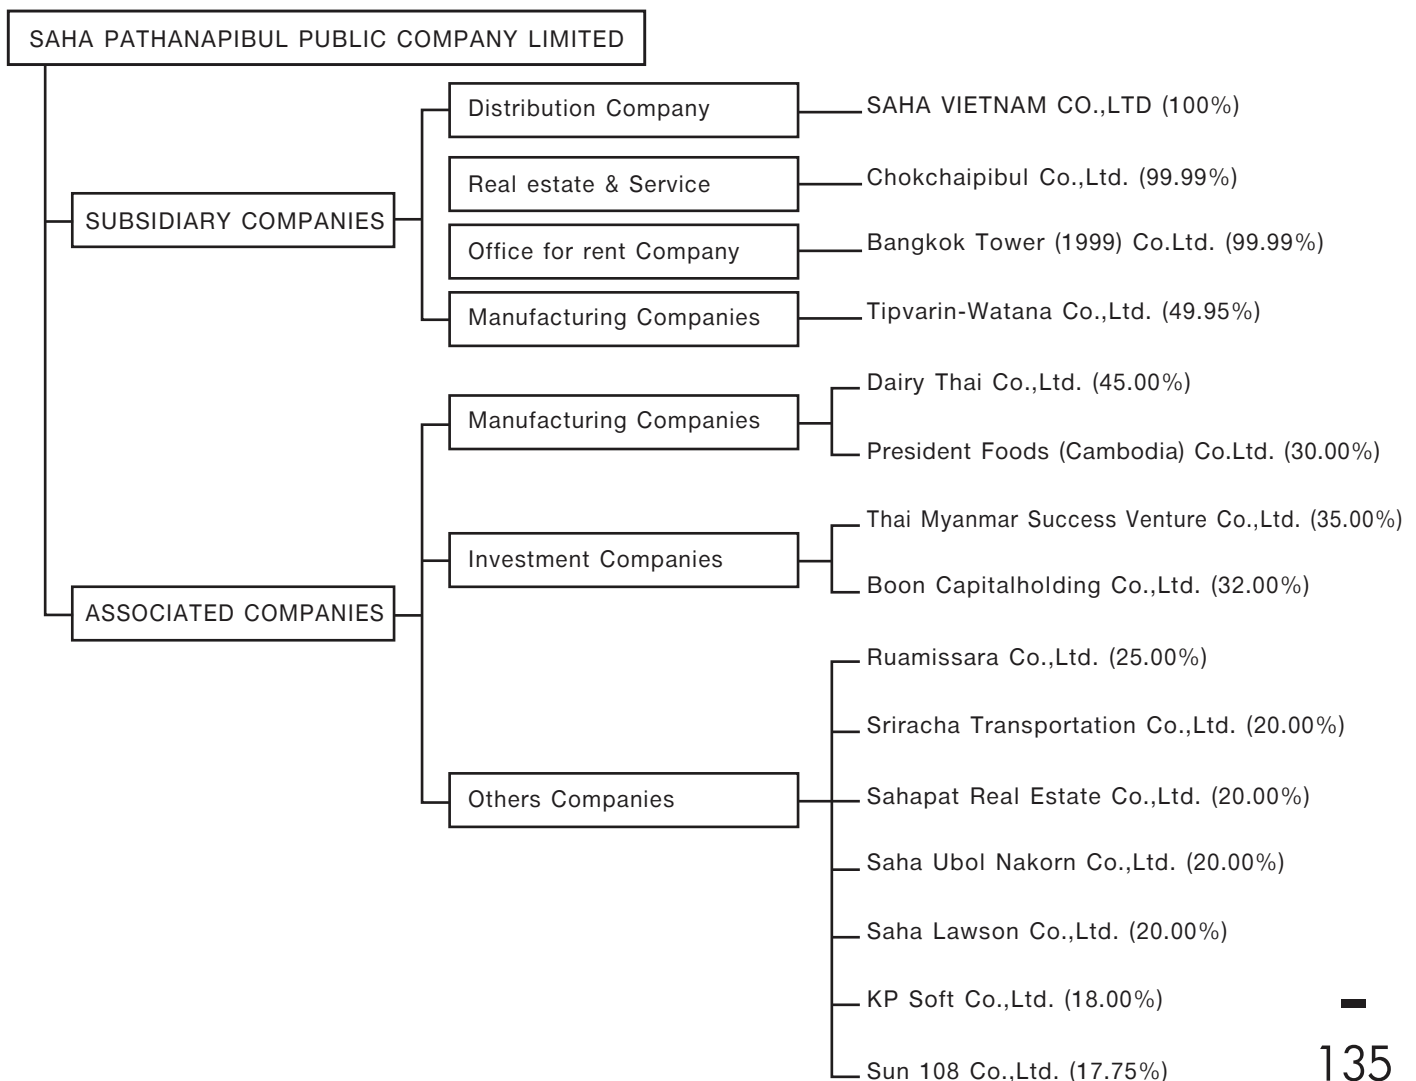 SAHA PATHANAPIBUL PUBLIC COMPANY LIMITED
SUBSIDIARY COMPANIES
Distribution Company
SAHA VIETNAM CO.,LTD (100%)
Real estate & Service
Chokchaipibul Co.,Ltd. (99.99%)
Office for rent Company
Bangkok Tower (1999) Co.Ltd. (99.99%)
Manufacturing Companies
Tipvarin-Watana Co.,Ltd. (49.95%)
ASSOCIATED COMPANIES
Manufacturing Companies
Dairy Thai Co.,Ltd. (45.00%)
President Foods (Cambodia) Co.Ltd. (30.00%)
Investment Companies
Thai Myanmar Success Venture Co.,Ltd. (35.00%)
Boon Capitalholding Co.,Ltd. (32.00%)
Others Companies
Ruamissara Co.,Ltd. (25.00%)
Sriracha Transportation Co.,Ltd. (20.00%)
Sahapat Real Estate Co.,Ltd. (20.00%)
Saha Ubol Nakorn Co.,Ltd. (20.00%)
Saha Lawson Co.,Ltd. (20.00%)
KP Soft Co.,Ltd. (18.00%)
Sun 108 Co.,Ltd. (17.75%)
135